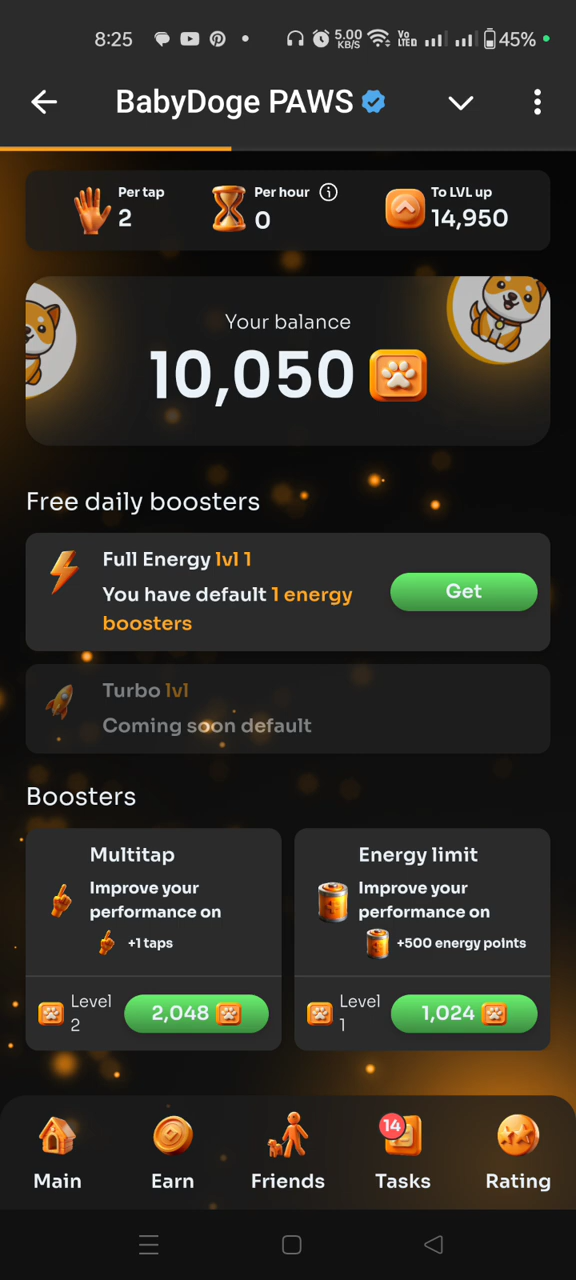 8:25 5.00 KB/S Vo LTED 45%
BabyDoge PAWS
Per tap
2
Per hour
0
To LVL up
14,950
Your balance
10,050
Free daily boosters
Full Energy lvl 1
You have default 1 energy
boosters
Get
Turbo lvl
Coming soon default
Boosters
Multitap
Improve your
performance on
+1 taps
Level
2
2,048
Energy limit
Improve your
performance on
+500 energy points
Level
1
1,024
14
Main Earn Friends Tasks Rating